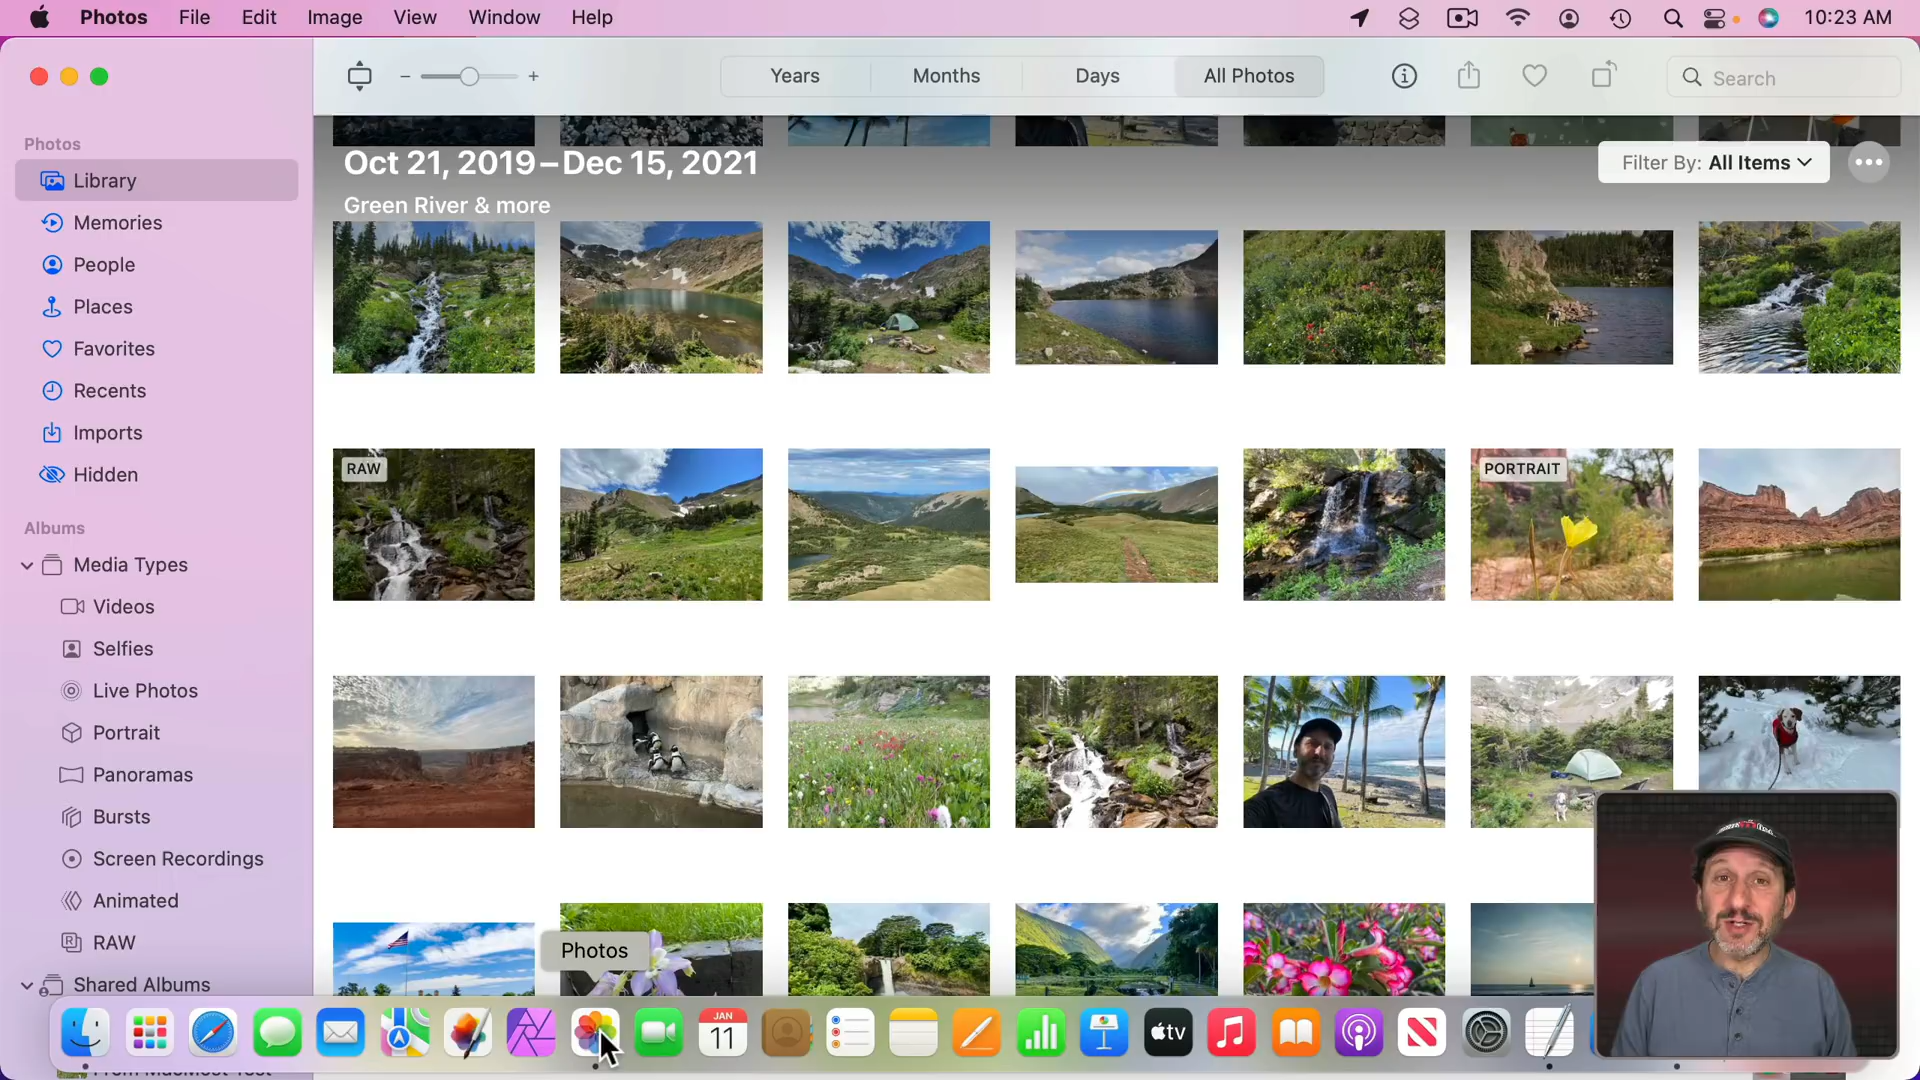 Photos File Edit Image View Window Help 10:23 AM
Years Months Days All Photos Search
Photos
Library
Memories
People
Places
Favorites
Recents
Imports
Hidden
Albums
Media Types
Videos
Selfies
Live Photos
Portrait
Panoramas
Bursts
Screen Recordings
Animated
RAW
Shared Albums
Oct 21, 2019–Dec 15, 2021
Green River & more
Filter By: All Items
RAW
PORTRAIT
Photos
JAN
11
tv